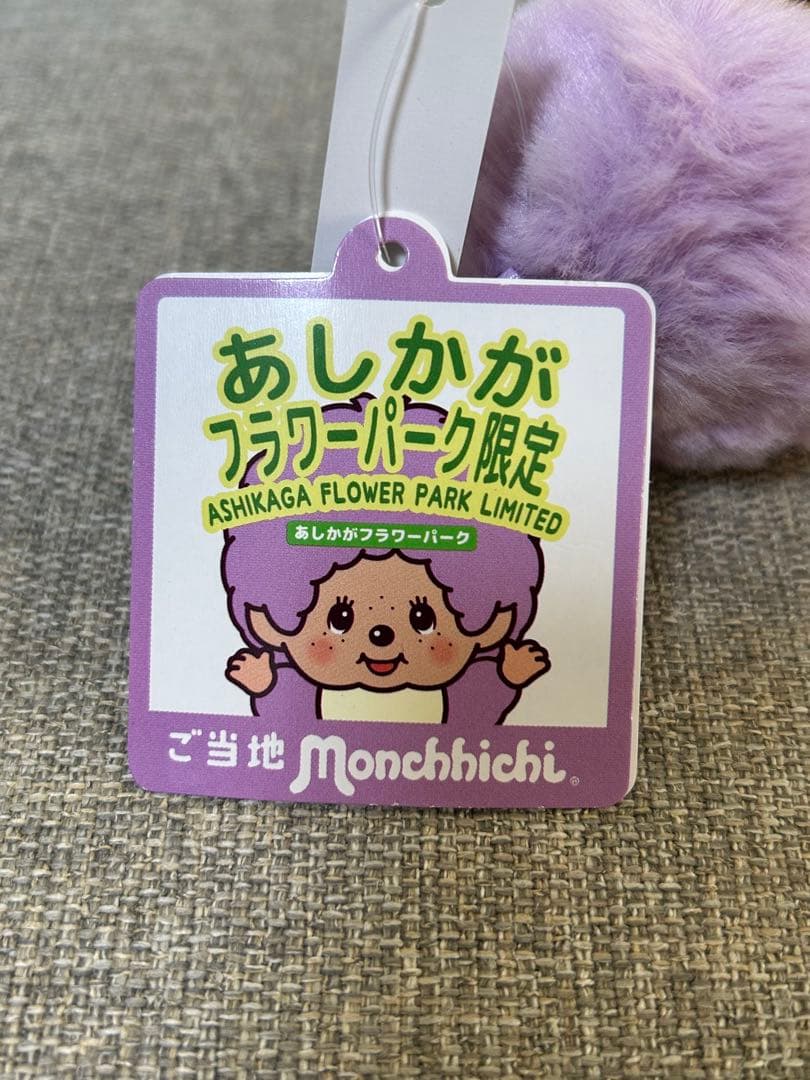 あしかが
フラワーパーク限定
ASHIKAGA FLOWER PARK LIMITED
あしかがフラワーパーク
ご当地 Monchhichi®